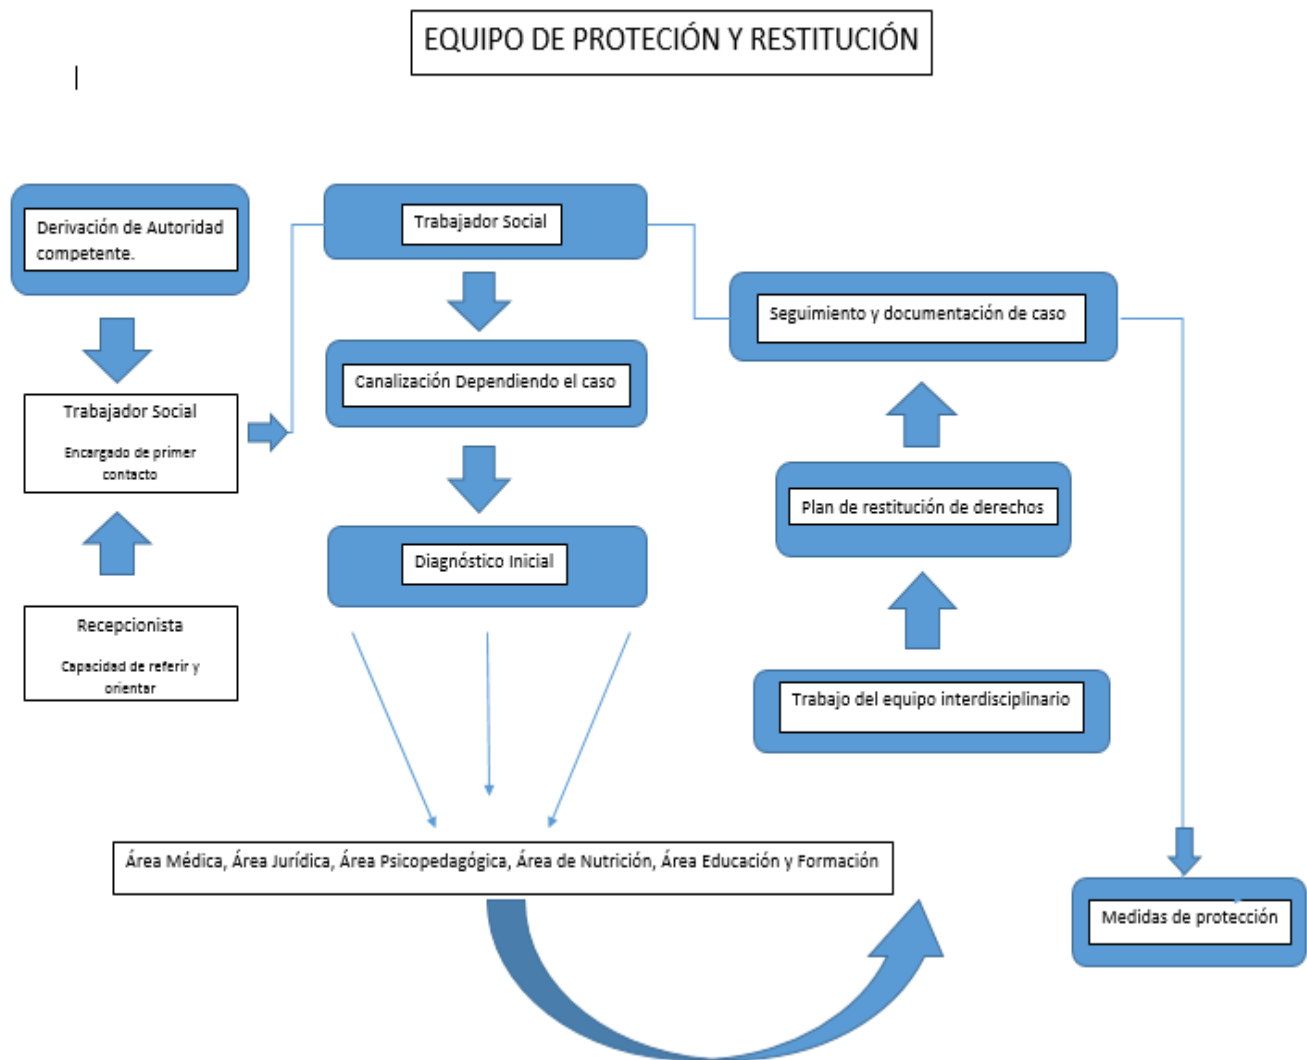 EQUIPO DE PROTECIÓN Y RESTITUCIÓN
Derivación de Autoridad
competente.
Trabajador Social
Encargado de primer
contacto
Recepcionista
Capacidad de referir y
orientar
Trabajador Social
Canalización Dependiendo el caso
Diagnóstico Inicial
Área Médica, Área Jurídica, Área Psicopedagógica, Área de Nutrición, Área Educación y Formación
Trabajo del equipo interdisciplinario
Plan de restitución de derechos
Seguimiento y documentación de caso
Medidas de protección